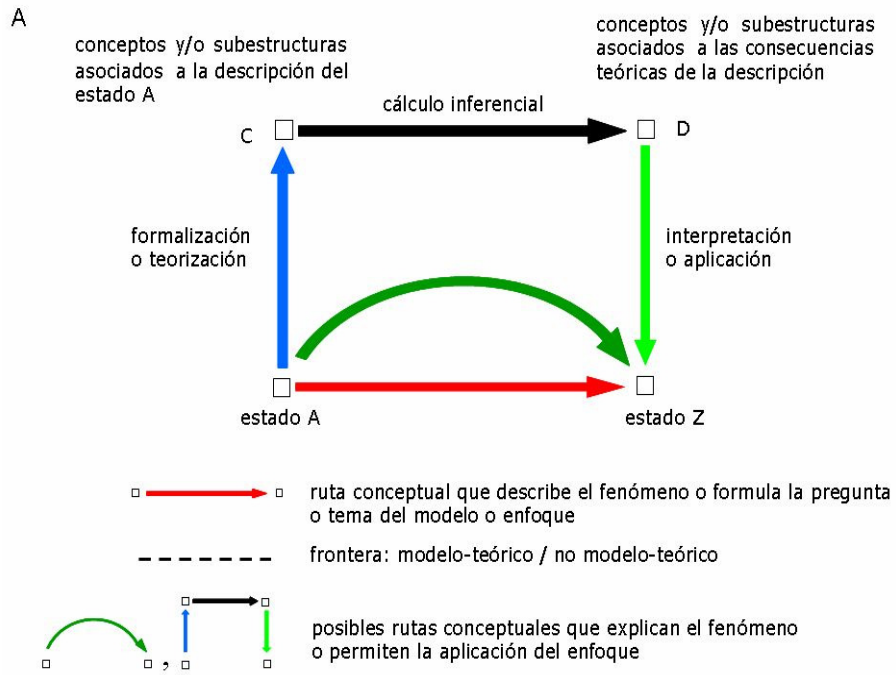 A
conceptos y/o subestructuras
asociados a la descripción del
estado A
conceptos y/o subestructuras
asociados a las consecuencias
teóricas de la descripción
cálculo inferencial
C
D
formalización
o teorización
interpretación
o aplicación
estado A
estado Z
ruta conceptual que describe el fenómeno o formula la pregunta
o tema del modelo o enfoque
frontera: modelo-teórico / no modelo-teórico
,
posibles rutas conceptuales que explican el fenómeno
o permiten la aplicación del enfoque